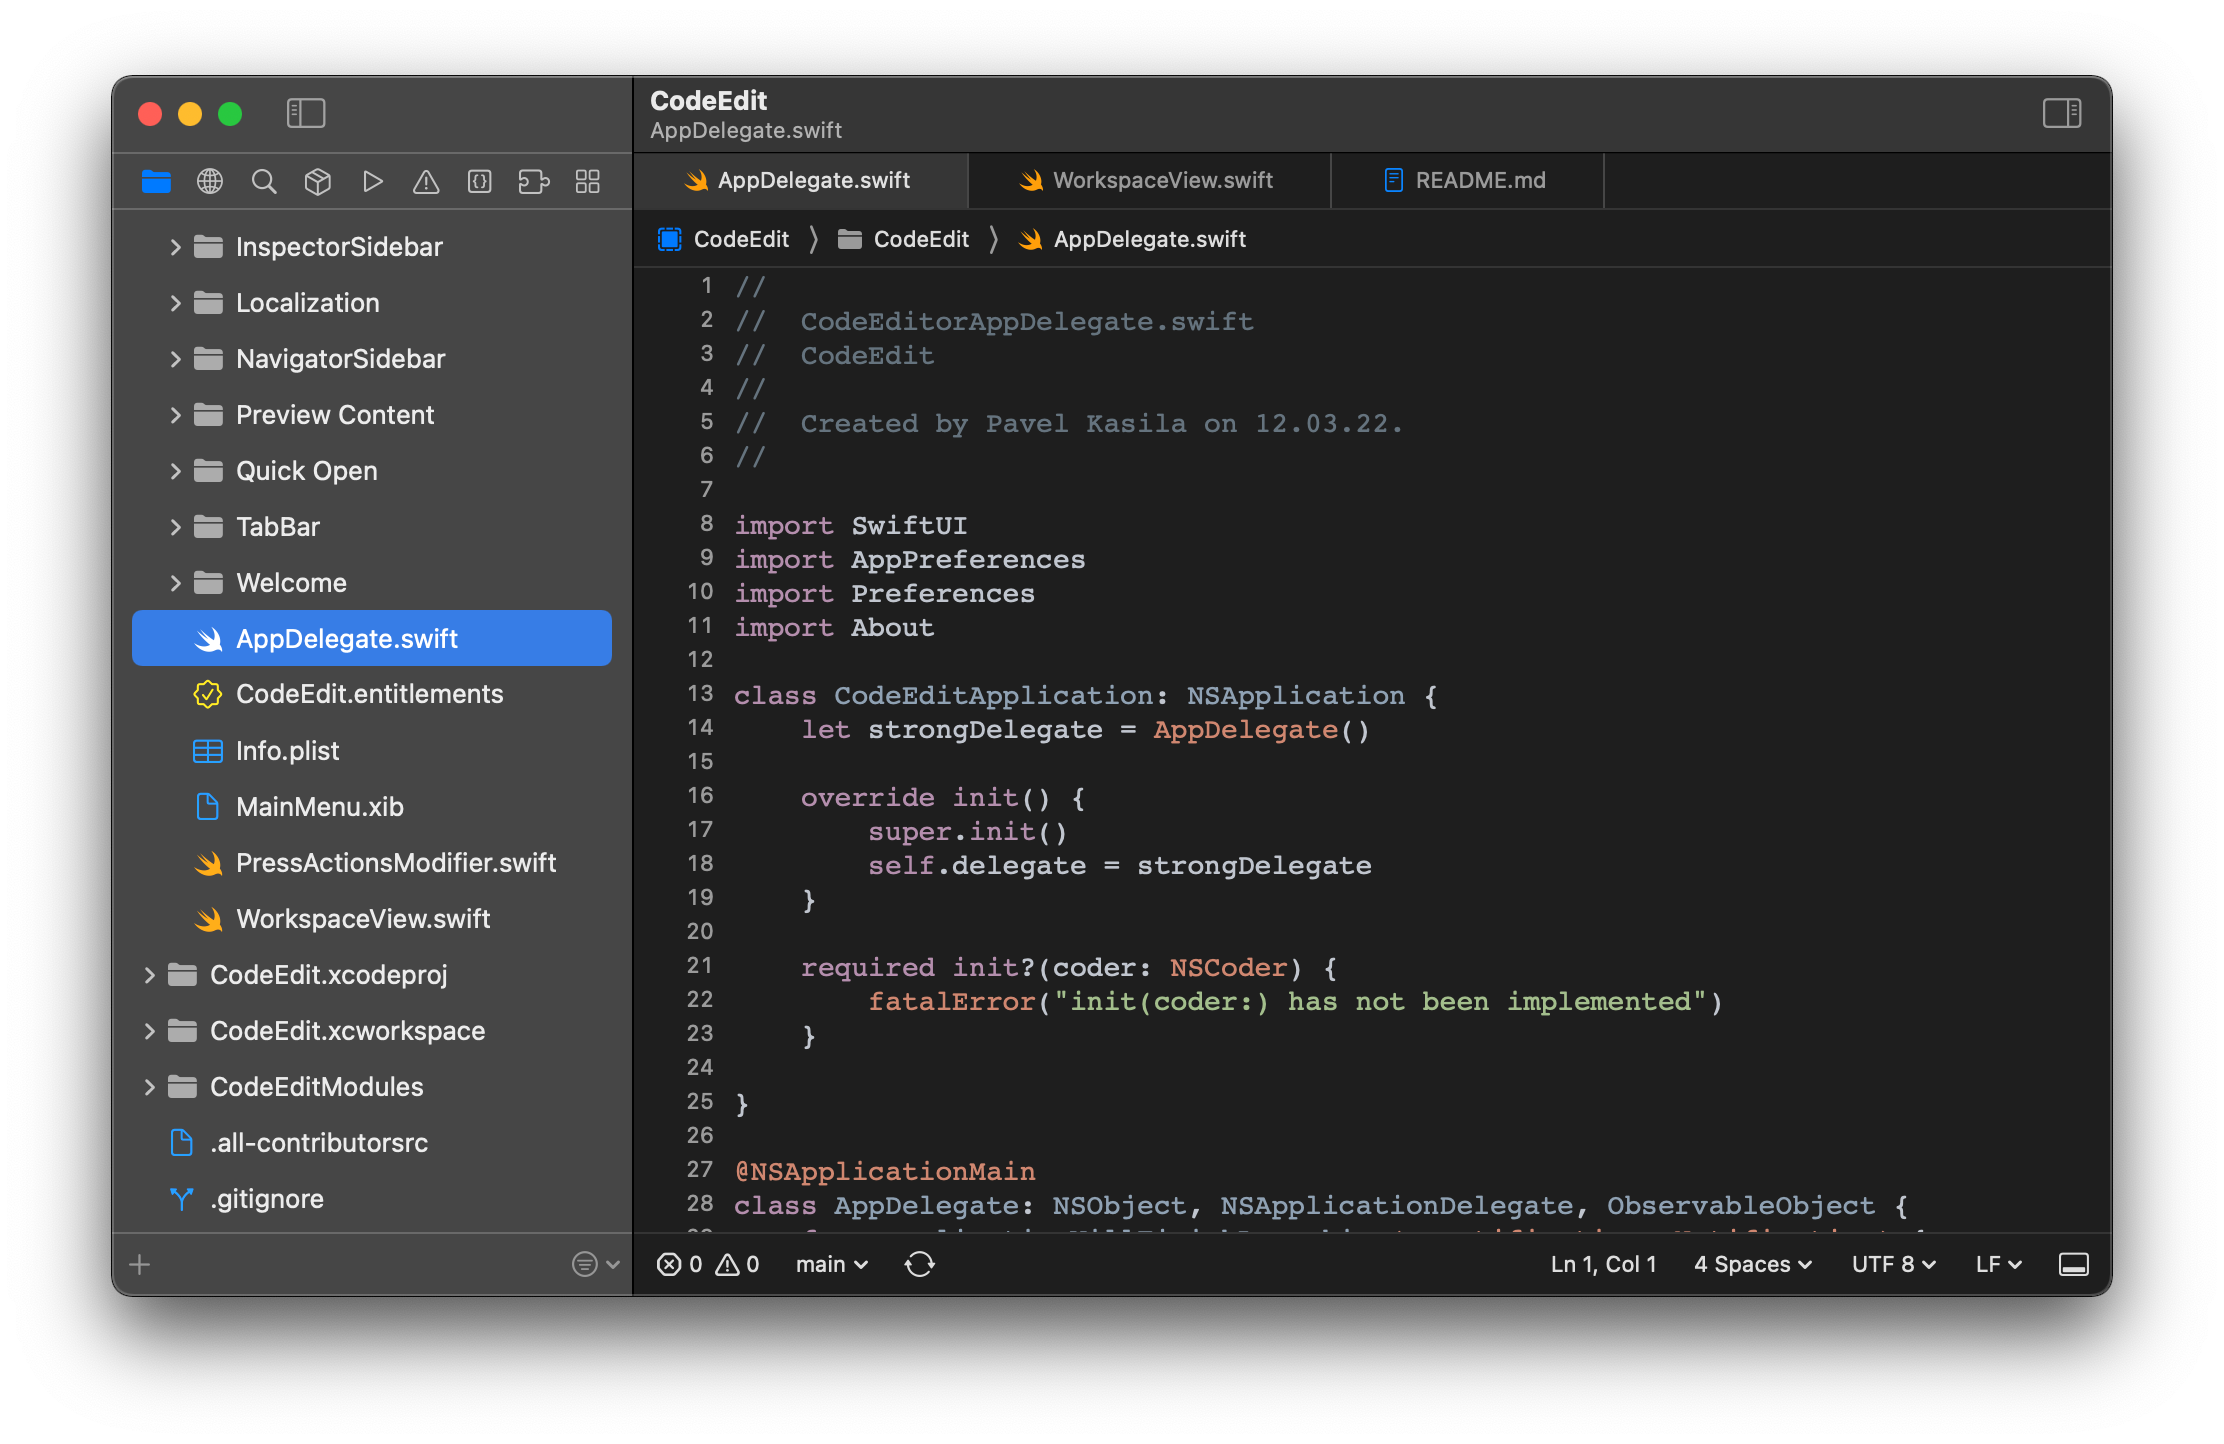 CodeEdit
AppDelegate.swift
AppDelegate.swift
WorkspaceView.swift
README.md
InspectorSidebar
Localization
NavigatorSidebar
Preview Content
Quick Open
TabBar
Welcome
AppDelegate.swift
CodeEdit.entitlements
Info.plist
MainMenu.xib
PressActionsModifier.swift
WorkspaceView.swift
CodeEdit.xcodeproj
CodeEdit.xcworkspace
CodeEditModules
.all-contributorsrc
.gitignore
CodeEdit 〉 CodeEdit 〉 AppDelegate.swift
1 //
2 //  CodeEditorAppDelegate.swift
3 //  CodeEdit
4 //
5 //  Created by Pavel Kasila on 12.03.22.
6 //
7
8 import SwiftUI
9 import AppPreferences
10 import Preferences
11 import About
12
13 class CodeEditApplication: NSApplication {
14     let strongDelegate = AppDelegate()
15
16     override init() {
17         super.init()
18         self.delegate = strongDelegate
19     }
20
21     required init?(coder: NSCoder) {
22         fatalError("init(coder:) has not been implemented")
23     }
24
25 }
26
27 @NSApplicationMain
28 class AppDelegate: NSObject, NSApplicationDelegate, ObservableObject {
0 0 main
Ln 1, Col 1
4 Spaces
UTF 8
LF